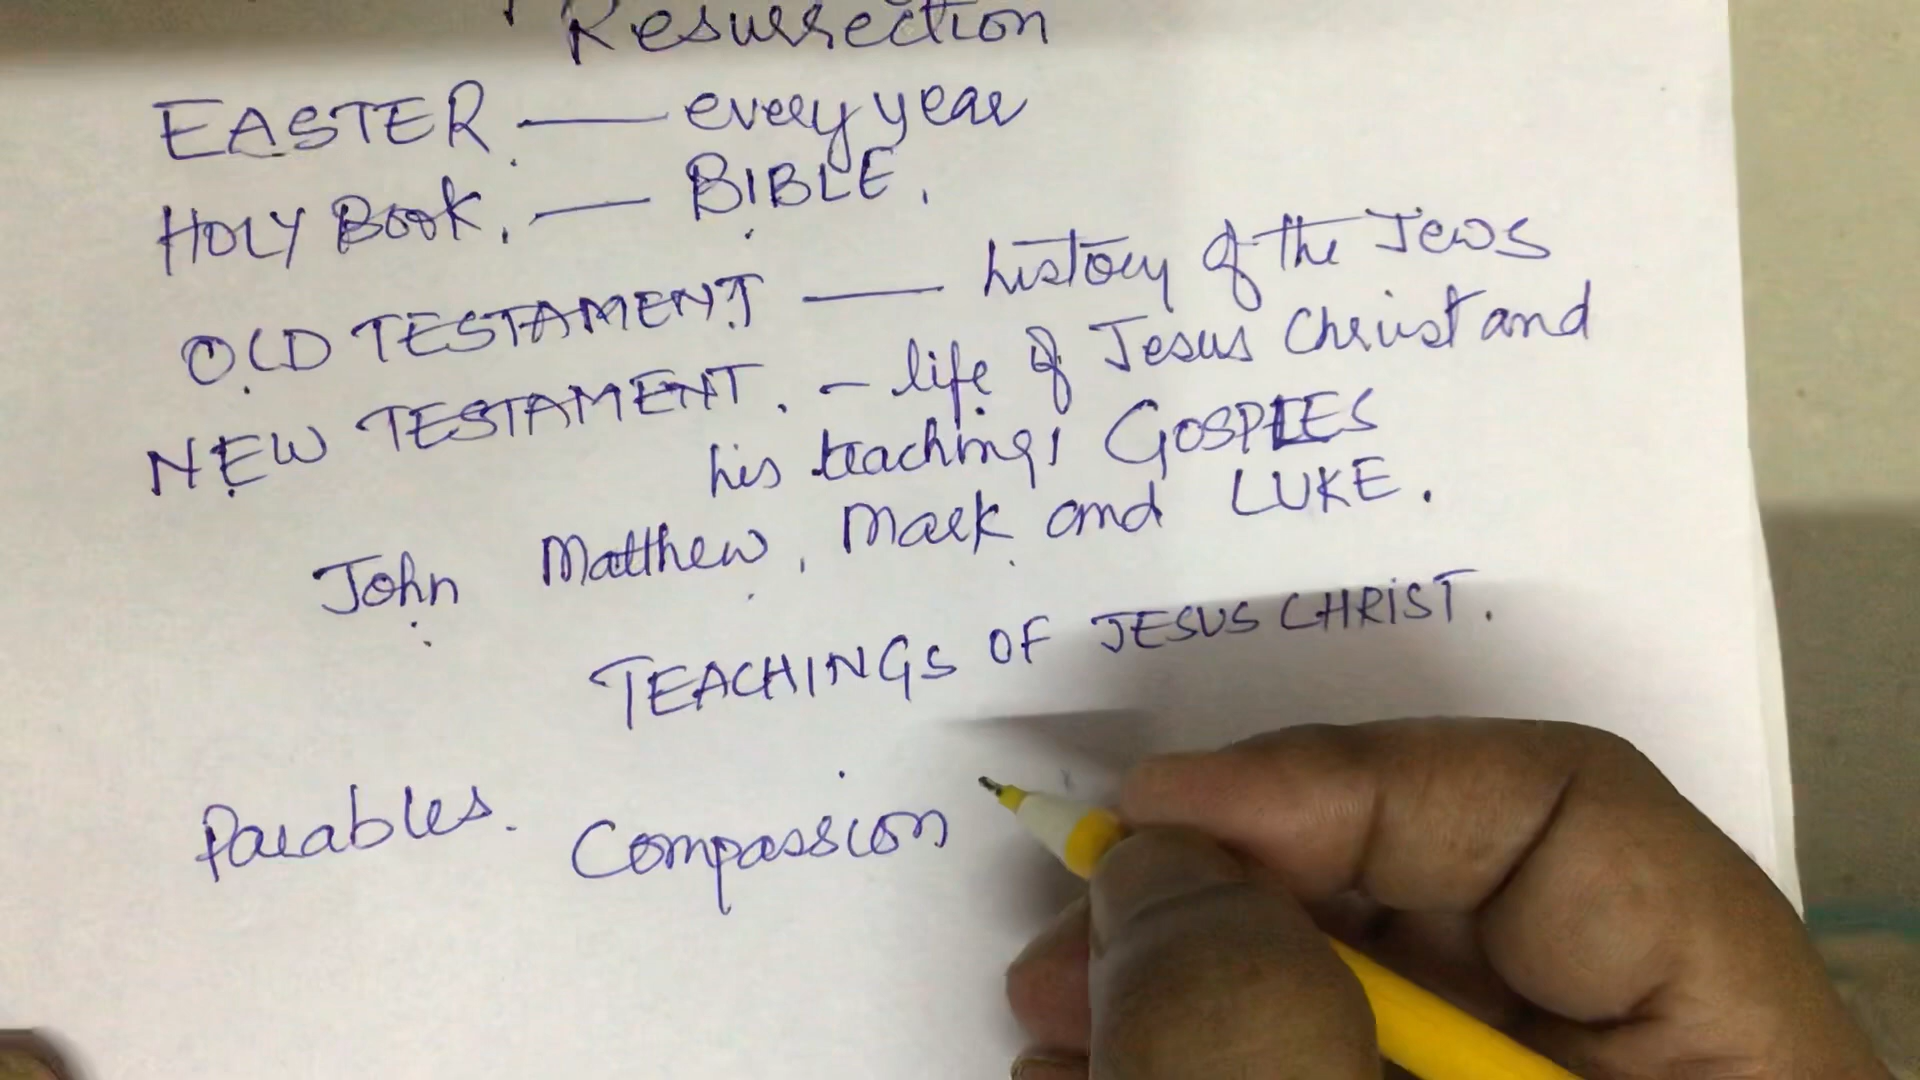 Resurrection
EASTER — every year
HOLY BOOK. — BIBLE.
OLD TESTAMENT — history of the Jews
NEW TESTAMENT. – life of Jesus Christ and
his teachings GOSPLES
John Matthew, Mark and LUKE.
TEACHINGS OF JESUS CHRIST.
Parables. Compassion